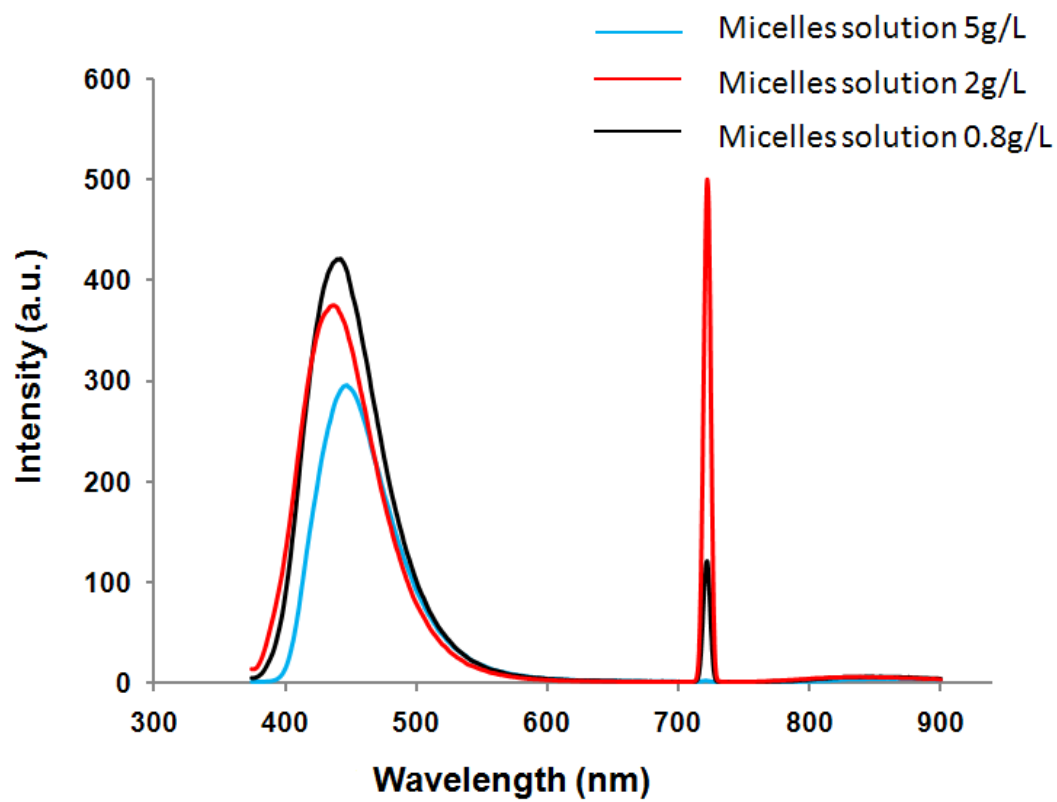 Micelles solution 5g/L
Micelles solution 2g/L
Micelles solution 0.8g/L
600
500
400
300
200
100
0
Intensity (a.u.)
300 400 500 600 700 800 900
Wavelength (nm)